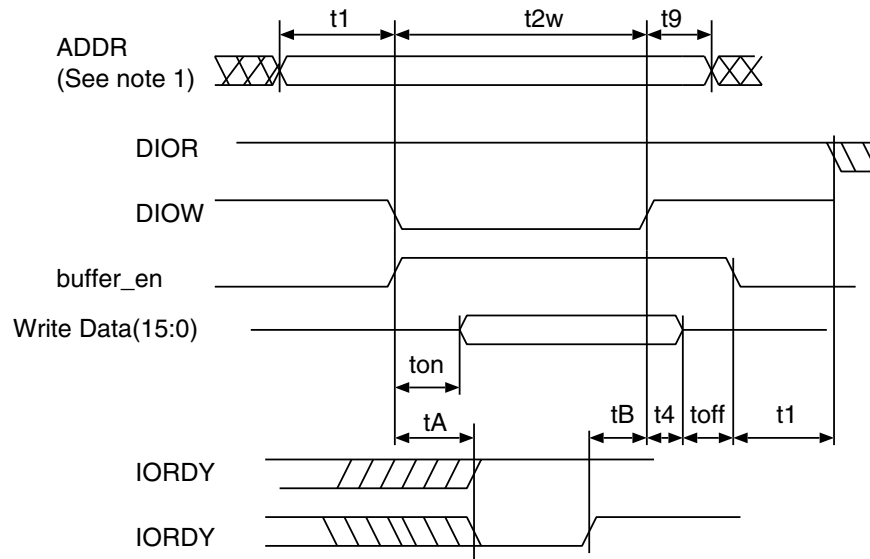 t1 t2w t9
ADDR
(See note 1)
DIOR
DIOW
buffer_en
Write Data(15:0)
ton
tA tB t4 toff t1
IORDY
IORDY